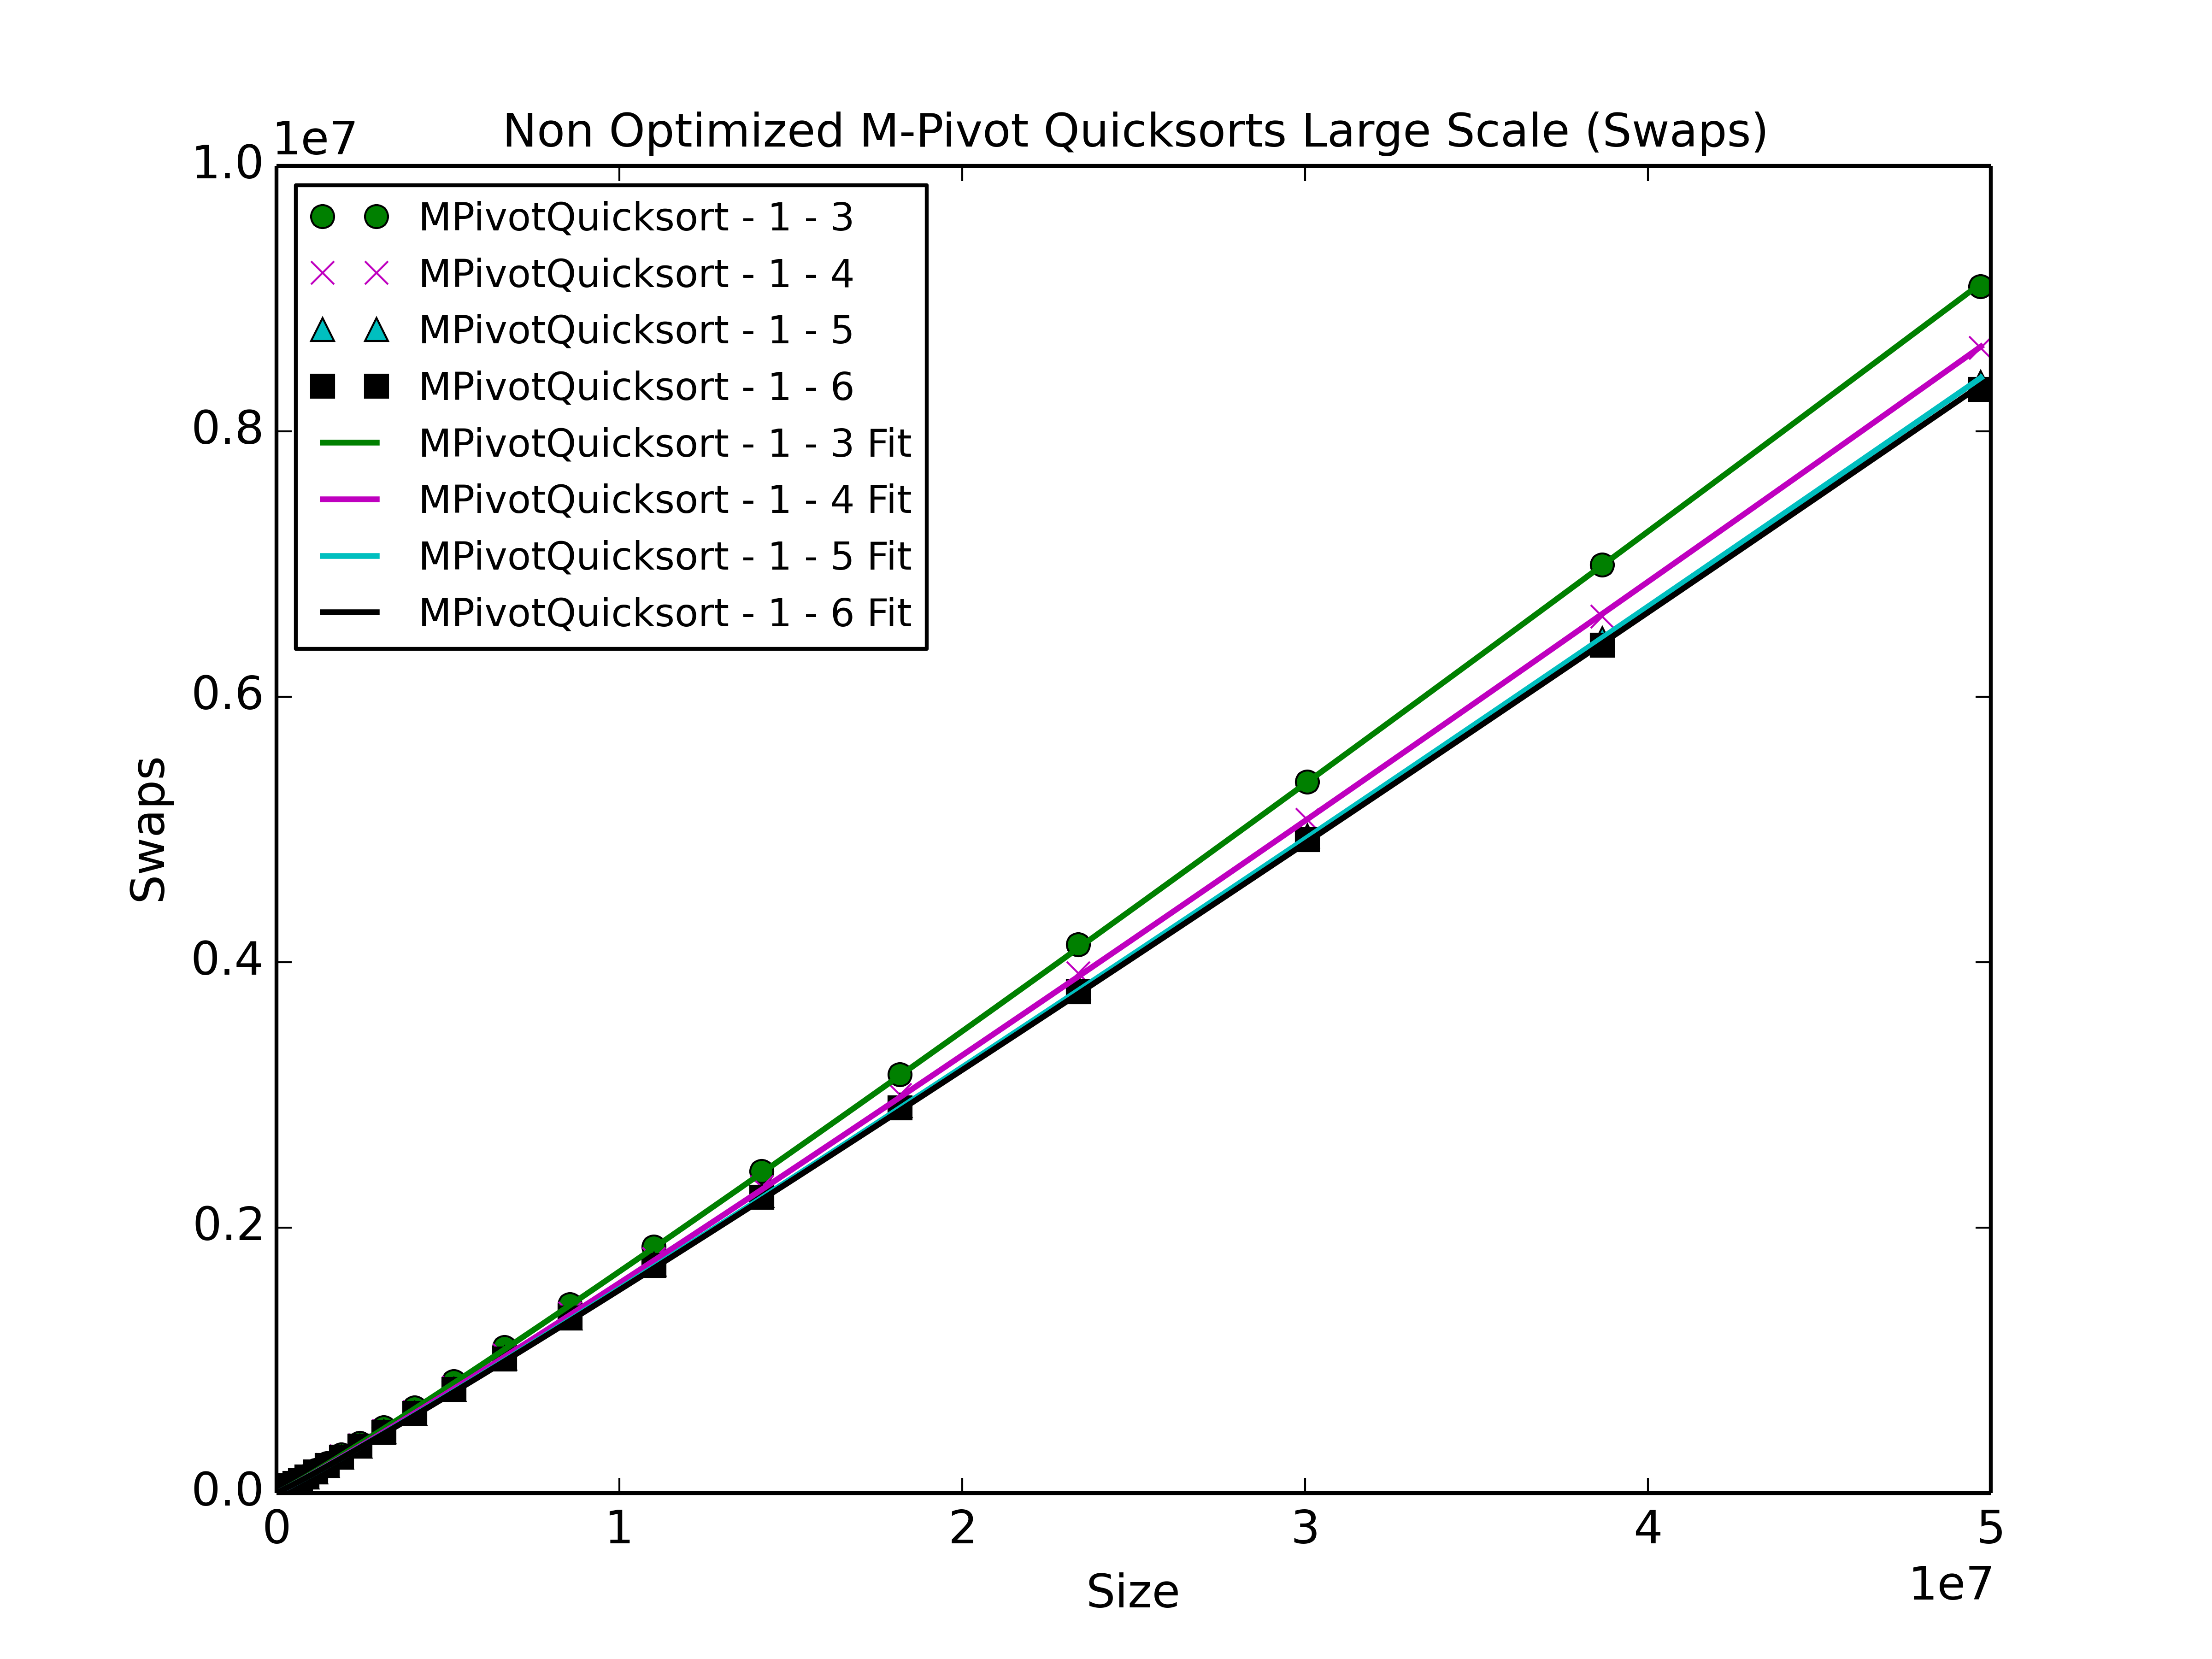 Non Optimized M-Pivot Quicksorts Large Scale (Swaps)
1e7
1.0
0.8
0.6
0.4
0.2
0.0
Swaps
MPivotQuicksort - 1 - 3
MPivotQuicksort - 1 - 4
MPivotQuicksort - 1 - 5
MPivotQuicksort - 1 - 6
MPivotQuicksort - 1 - 3 Fit
MPivotQuicksort - 1 - 4 Fit
MPivotQuicksort - 1 - 5 Fit
MPivotQuicksort - 1 - 6 Fit
0 1 2 3 4 5
Size
1e7